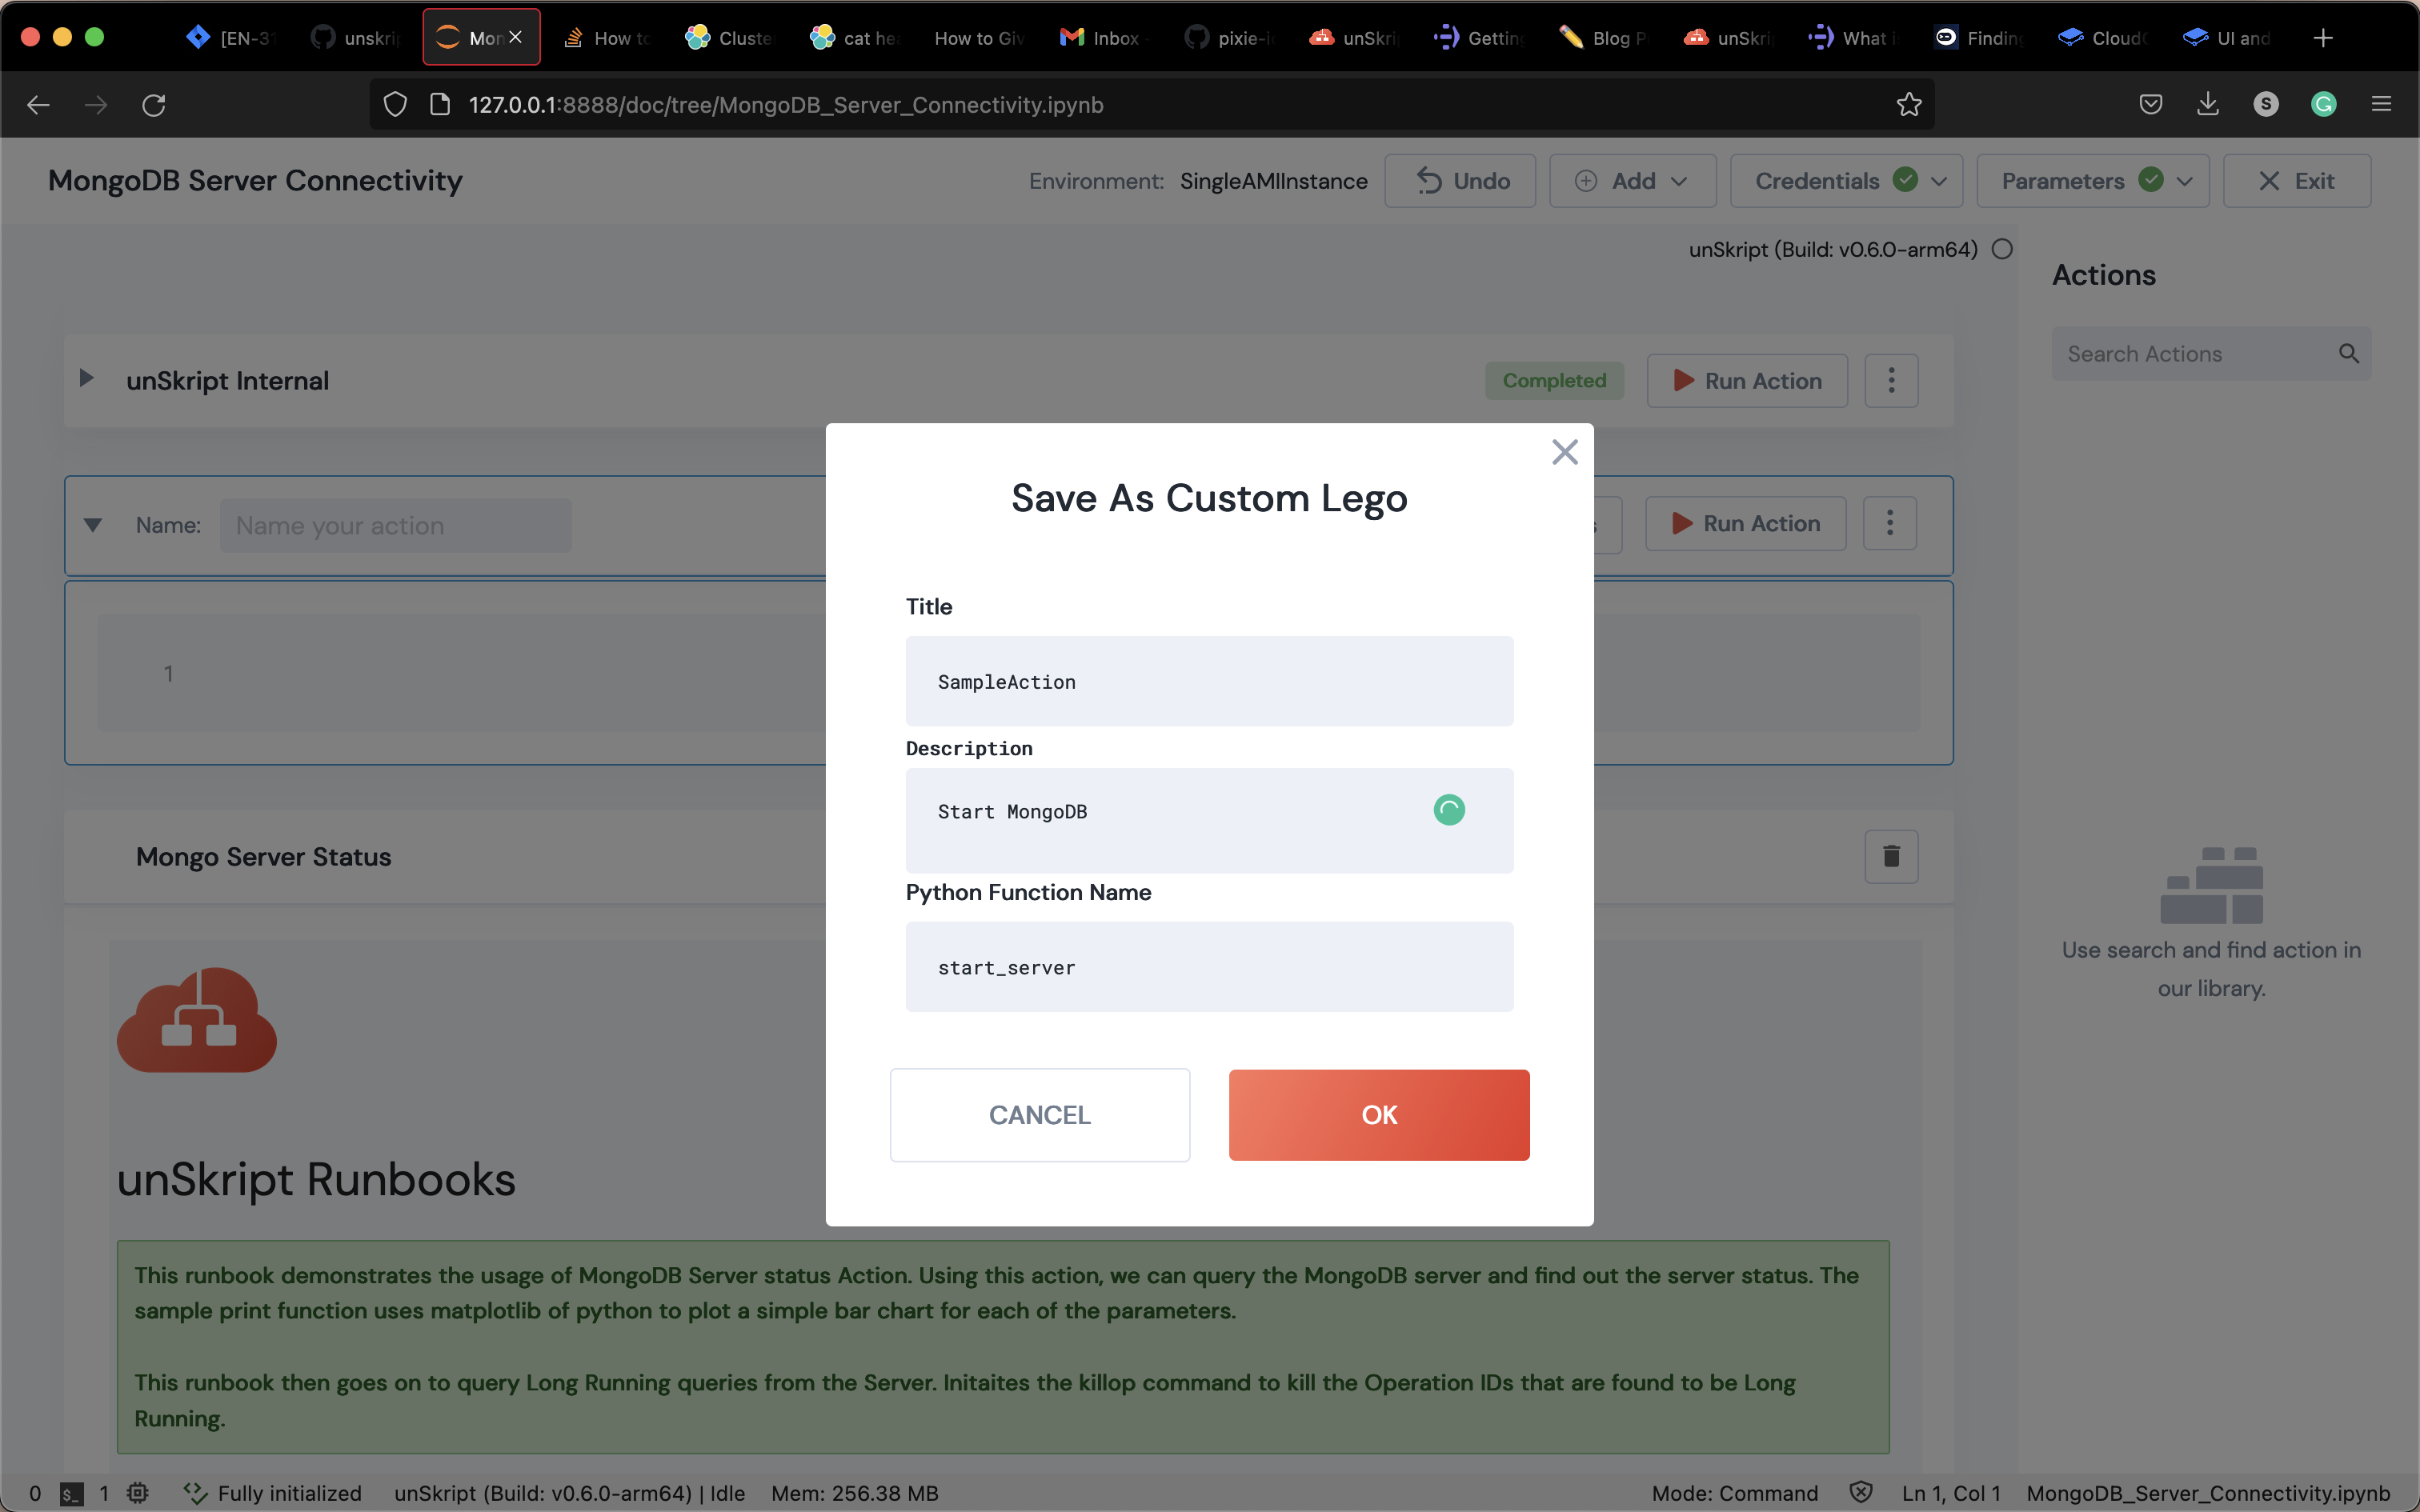 [EN-31
unskrip
Mon
How to
Cluste
cat he
How to Giv
Inbox
pixie-i
unSkri
Gettin
Blog P
unSkri
What i
Finding
Cloud
UI and
127.0.0.1:8888/doc/tree/MongoDB_Server_Connectivity.ipynb
S
MongoDB Server Connectivity
Environment: SingleAMIInstance
Undo
Add
Credentials
Parameters
Exit
unSkript (Build: v0.6.0-arm64)
Actions
Search Actions
unSkript Internal
Completed
Run Action
Name: Name your action
Run Action
1
Save As Custom Lego
Title
SampleAction
Description
Start MongoDB
Python Function Name
start_server
CANCEL
OK
Mongo Server Status
Use search and find action in
our library.
unSkript Runbooks
This runbook demonstrates the usage of MongoDB Server status Action. Using this action, we can query the MongoDB server and find out the server status. The
sample print function uses matplotlib of python to plot a simple bar chart for each of the parameters.
This runbook then goes on to query Long Running queries from the Server. Initaites the killop command to kill the Operation IDs that are found to be Long
Running.
0 $_ 1 Fully initialized unSkript (Build: v0.6.0-arm64) | Idle Mem: 256.38 MB
Mode: Command Ln 1, Col 1 MongoDB_Server_Connectivity.ipynb